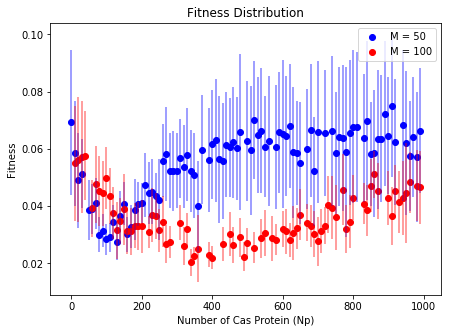 Fitness Distribution
M = 50
M = 100
Fitness
0.10
0.08
0.06
0.04
0.02
0
200
400
600
800
1000
Number of Cas Protein (Np)